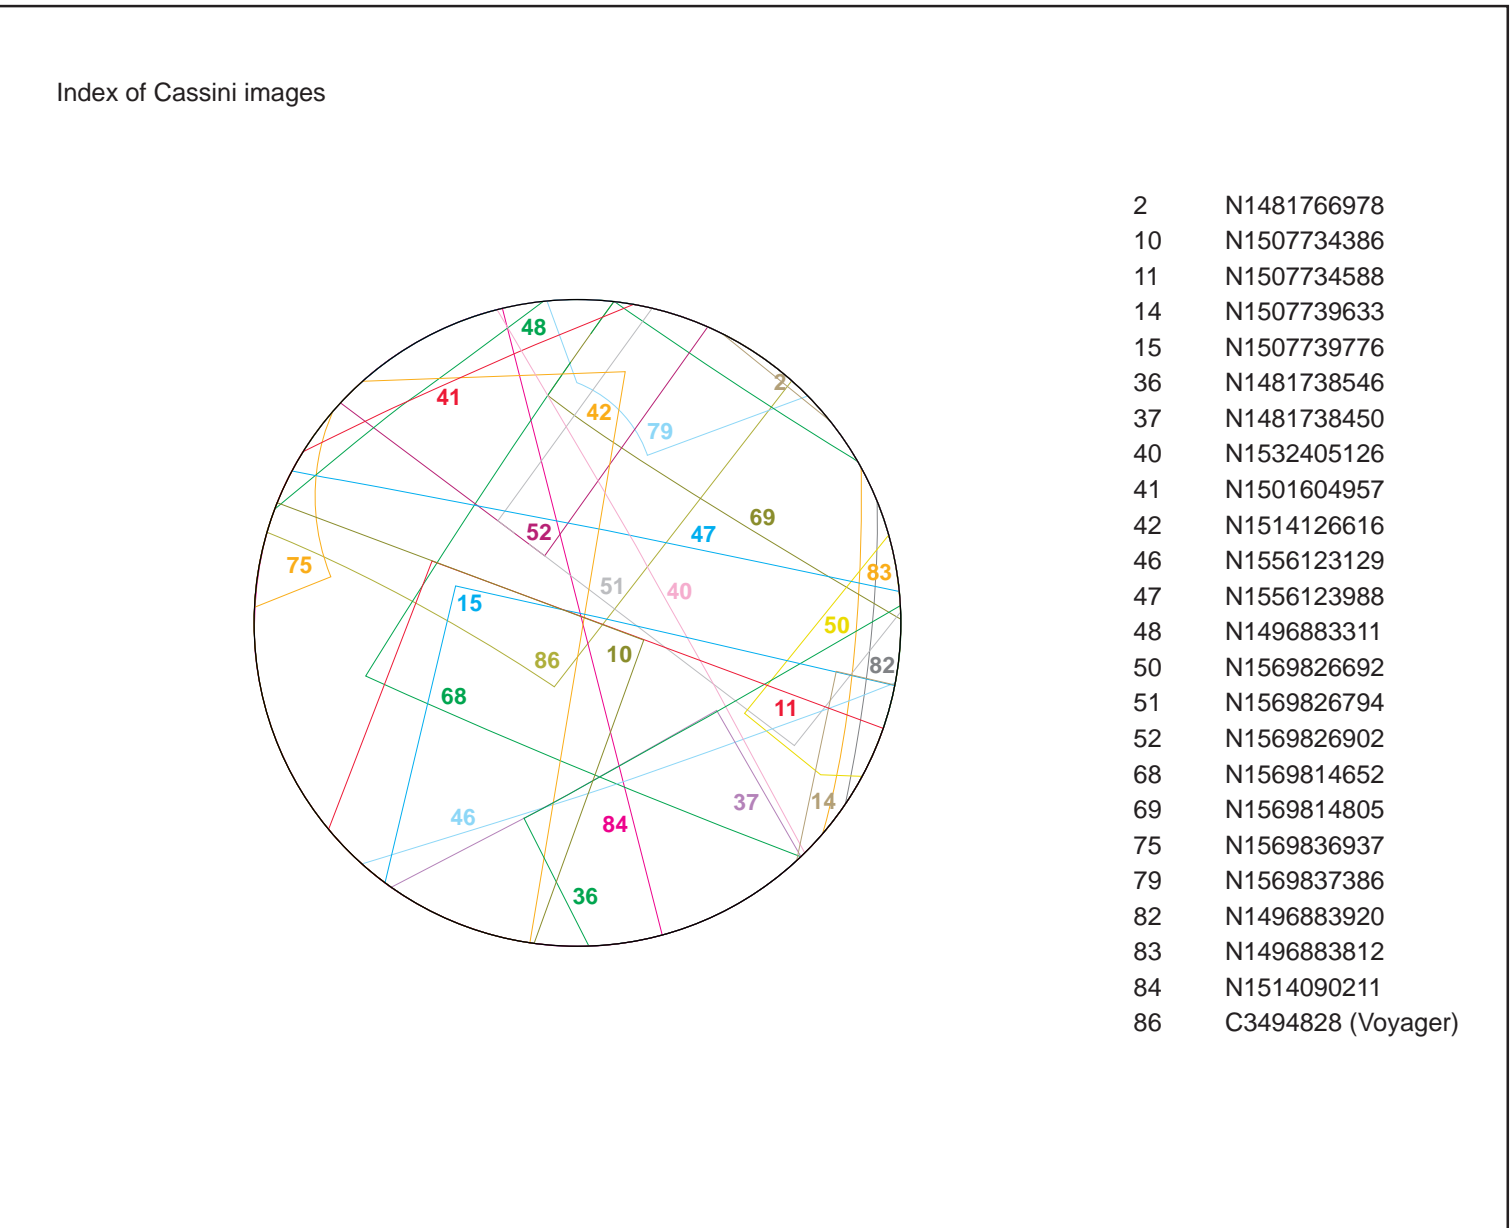 Index of Cassini images
48
41
42
2
79
52
69
47
75
83
51
40
15
50
86
10
82
68
11
37
14
46
84
36
2 N1481766978
10 N1507734386
11 N1507734588
14 N1507739633
15 N1507739776
36 N1481738546
37 N1481738450
40 N1532405126
41 N1501604957
42 N1514126616
46 N1556123129
47 N1556123988
48 N1496883311
50 N1569826692
51 N1569826794
52 N1569826902
68 N1569814652
69 N1569814805
75 N1569836937
79 N1569837386
82 N1496883920
83 N1496883812
84 N1514090211
86 C3494828 (Voyager)